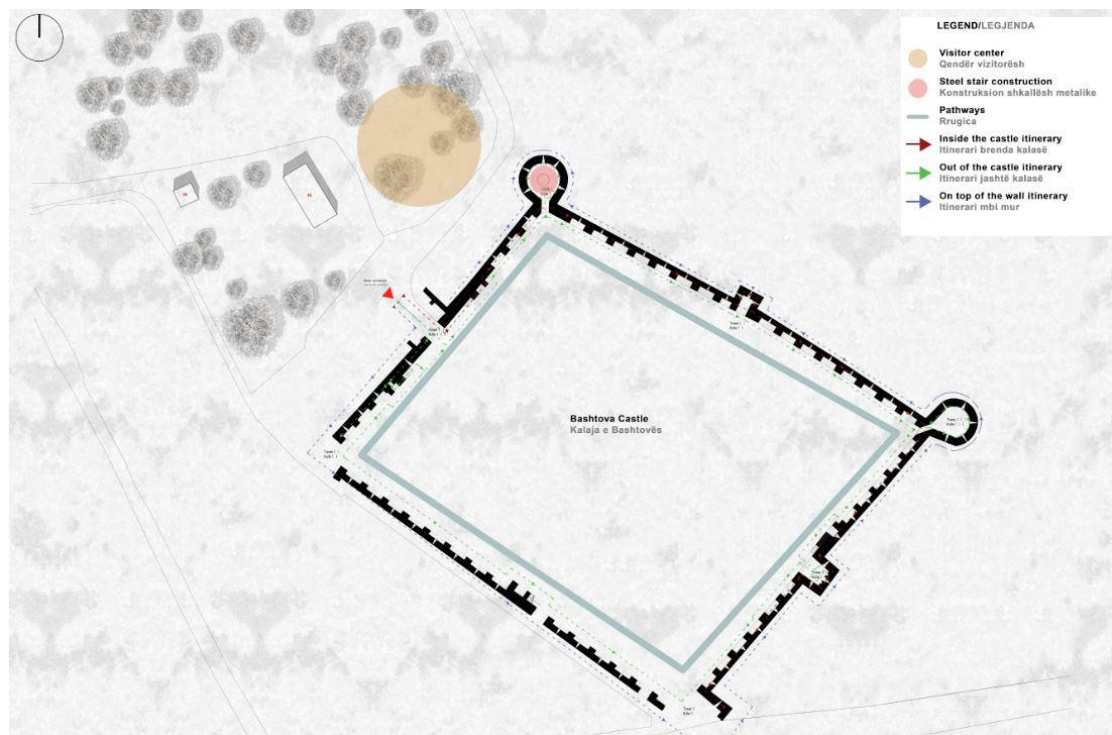 LEGEND/LEGJENDA
Visitor center
Qendër vizitorësh
Steel stair construction
Konstruksion shkallësh metalike
Pathways
Rrugica
Inside the castle itinerary
Itinerari brenda kalasë
Out of the castle itinerary
Itinerari jashtë kalasë
On top of the wall itinerary
Itinerari mbi mur
Bashtova Castle
Kalaja e Bashtovës